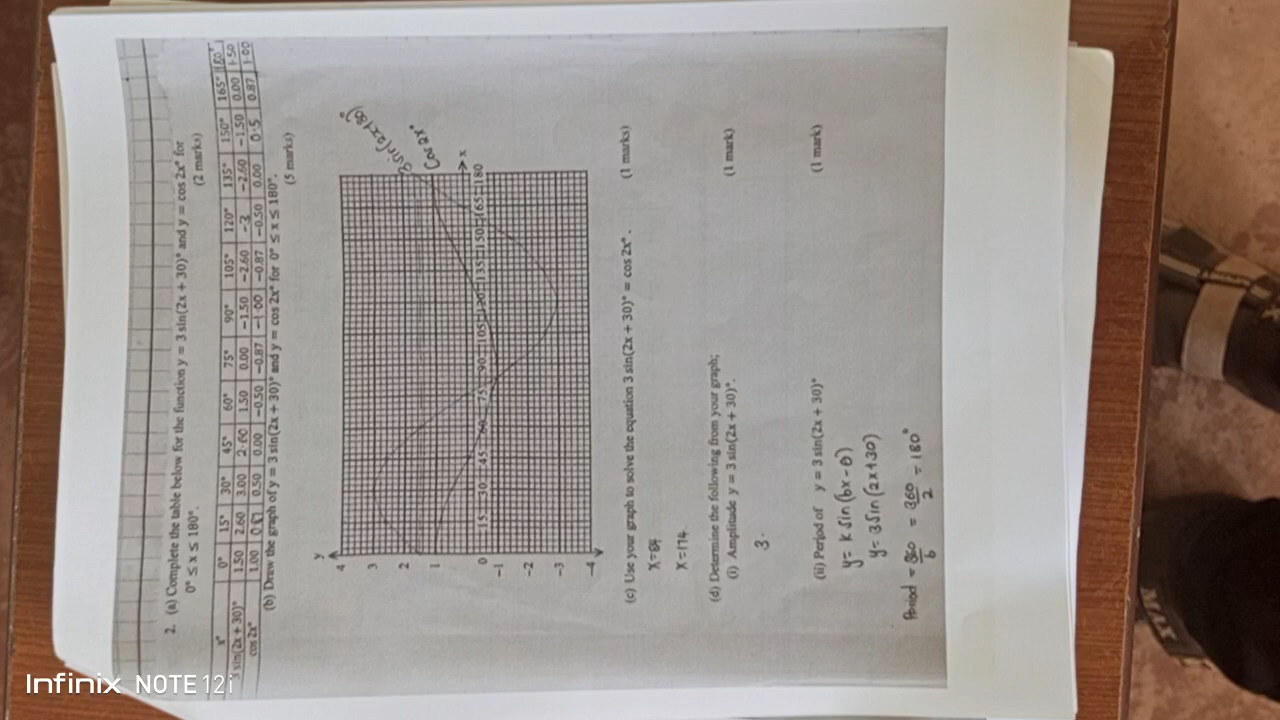 2. (a) Complete the table below for the function y = 3 sin(2x + 30)° and y = cos 2x° for
0° ≤ x ≤ 180°.
(2 marks)
x° 0° 15° 30° 45° 60° 75° 90° 105° 120° 135° 150° 165° 180°
3 sin(2x + 30)° 1.50 2.60 3.00 2.60 1.50 0.00 −1.50 −2.60 −3 −2.60 −1.50 0.00 1.50
cos 2x° 1.00 0.87 0.50 0.00 −0.50 −0.87 −1.00 −0.87 −0.50 0.00 0.5 0.87 1.00
(b) Draw the graph of y = 3 sin(2x + 30)° and y = cos 2x° for 0° ≤ x ≤ 180°.
(5 marks)
y
4
3
2
1
0
−1
−2
−3
−4
15 30 45 60 75 90 105 120 135 150 165 180
x
3 sin(2x+30)°
Cos 2x°
(c) Use your graph to solve the equation 3 sin(2x + 30)° = cos 2x°.
(1 marks)
x=84
x=174
(d) Determine the following from your graph;
(i) Amplitude y = 3 sin(2x + 30)°.
(1 mark)
3.
(ii) Period of y = 3 sin(2x + 30)°
(1 mark)
y= K sin (bx - θ)
y= 3 sin (2x+30)
Period = 360/b = 360/2 = 180°
MAX
Infinix NOTE 12i